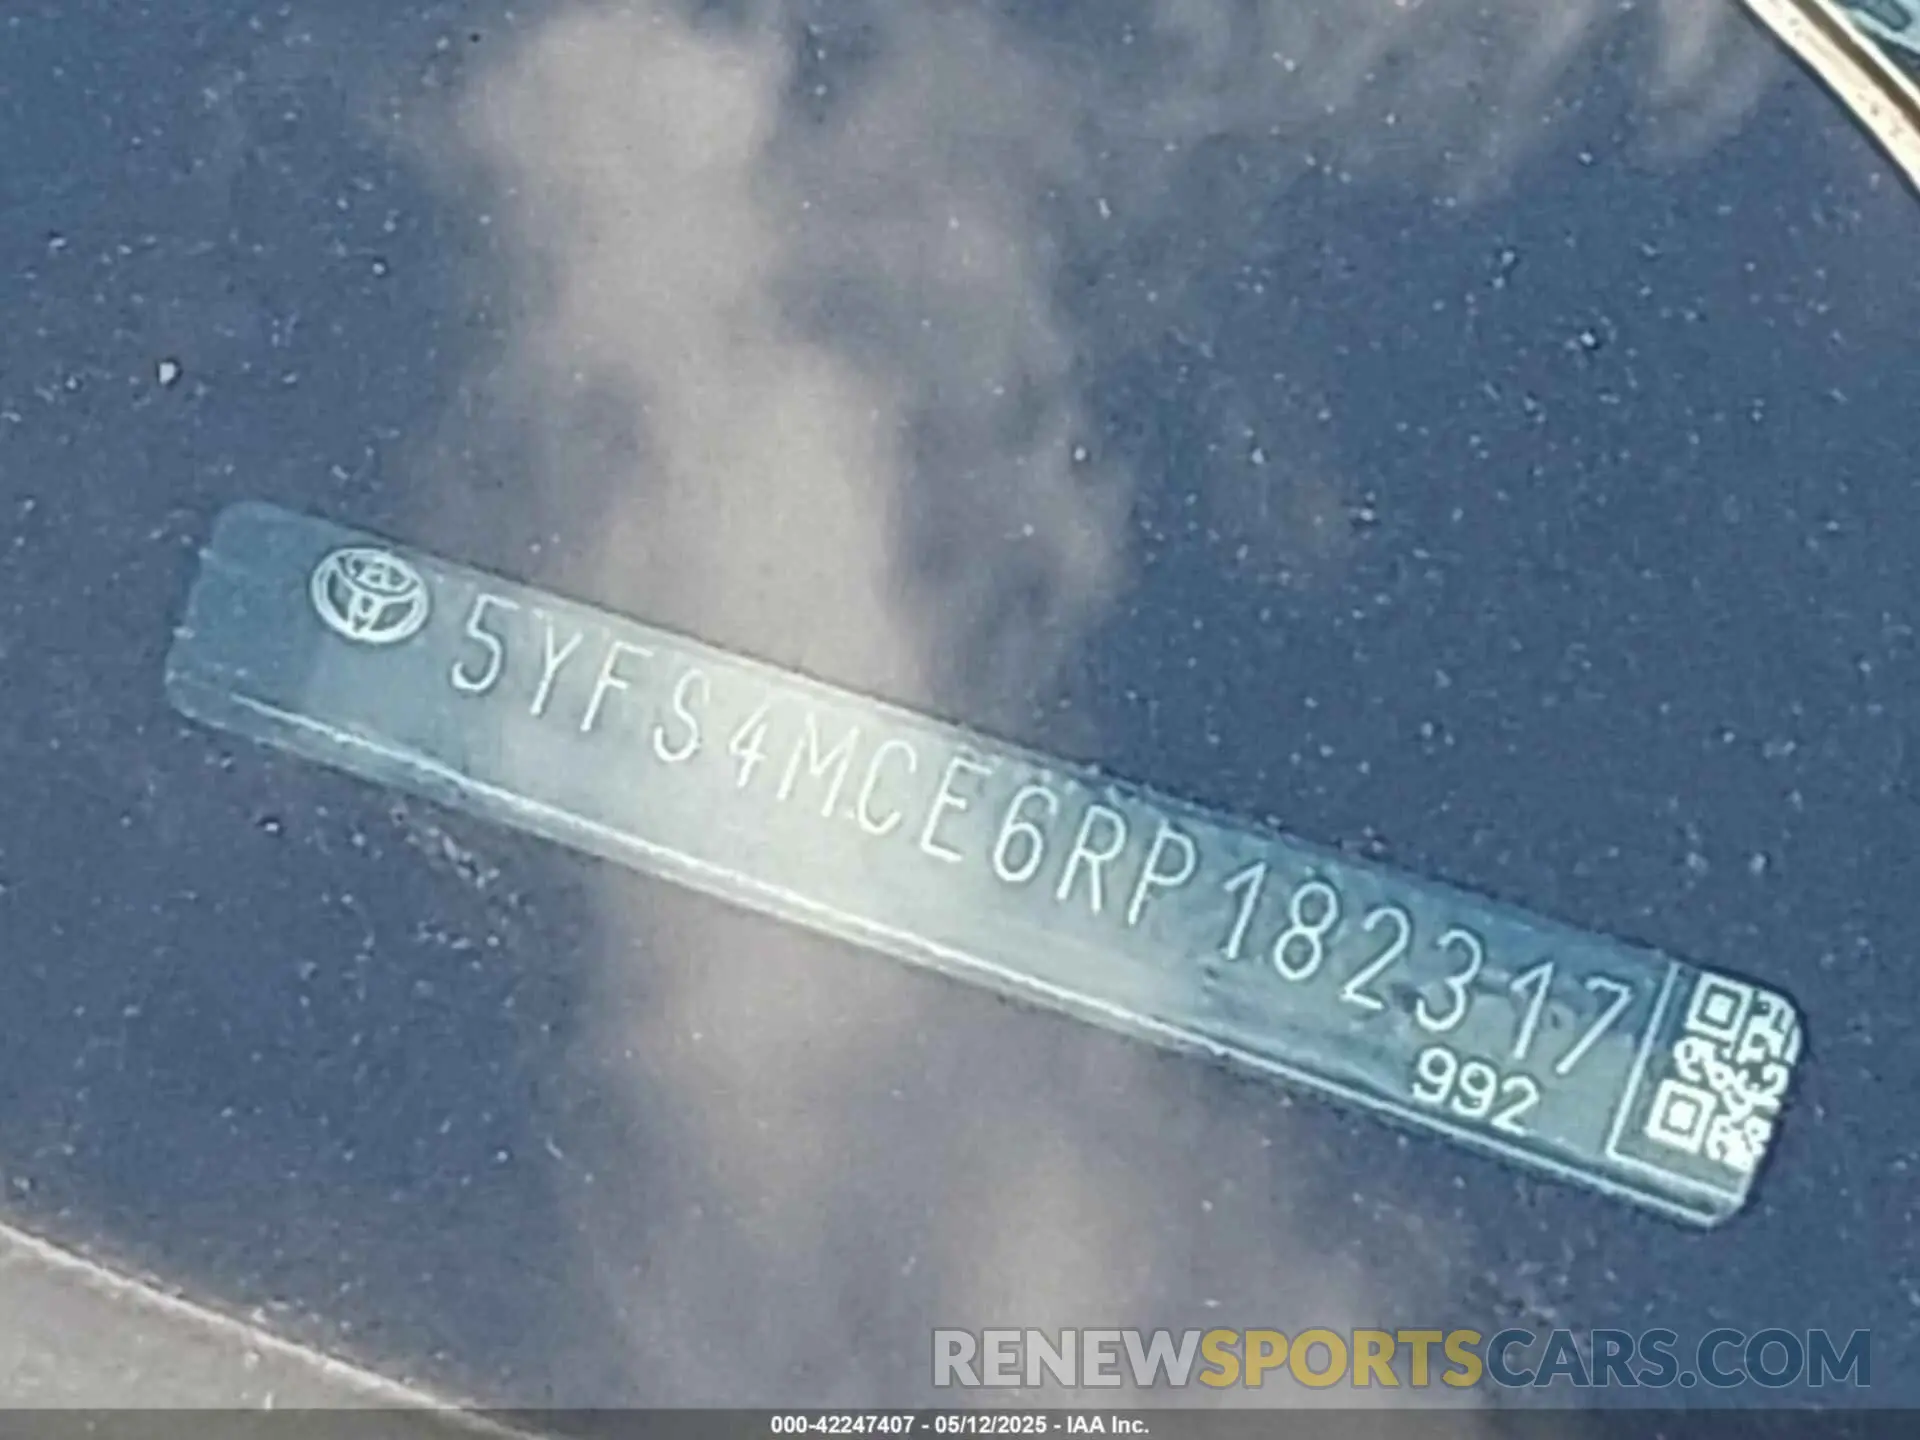 5YFS4MCE6RP182317
992
RENEWSPORTSCARS.COM
000-42247407 - 05/12/2025 - IAA Inc.